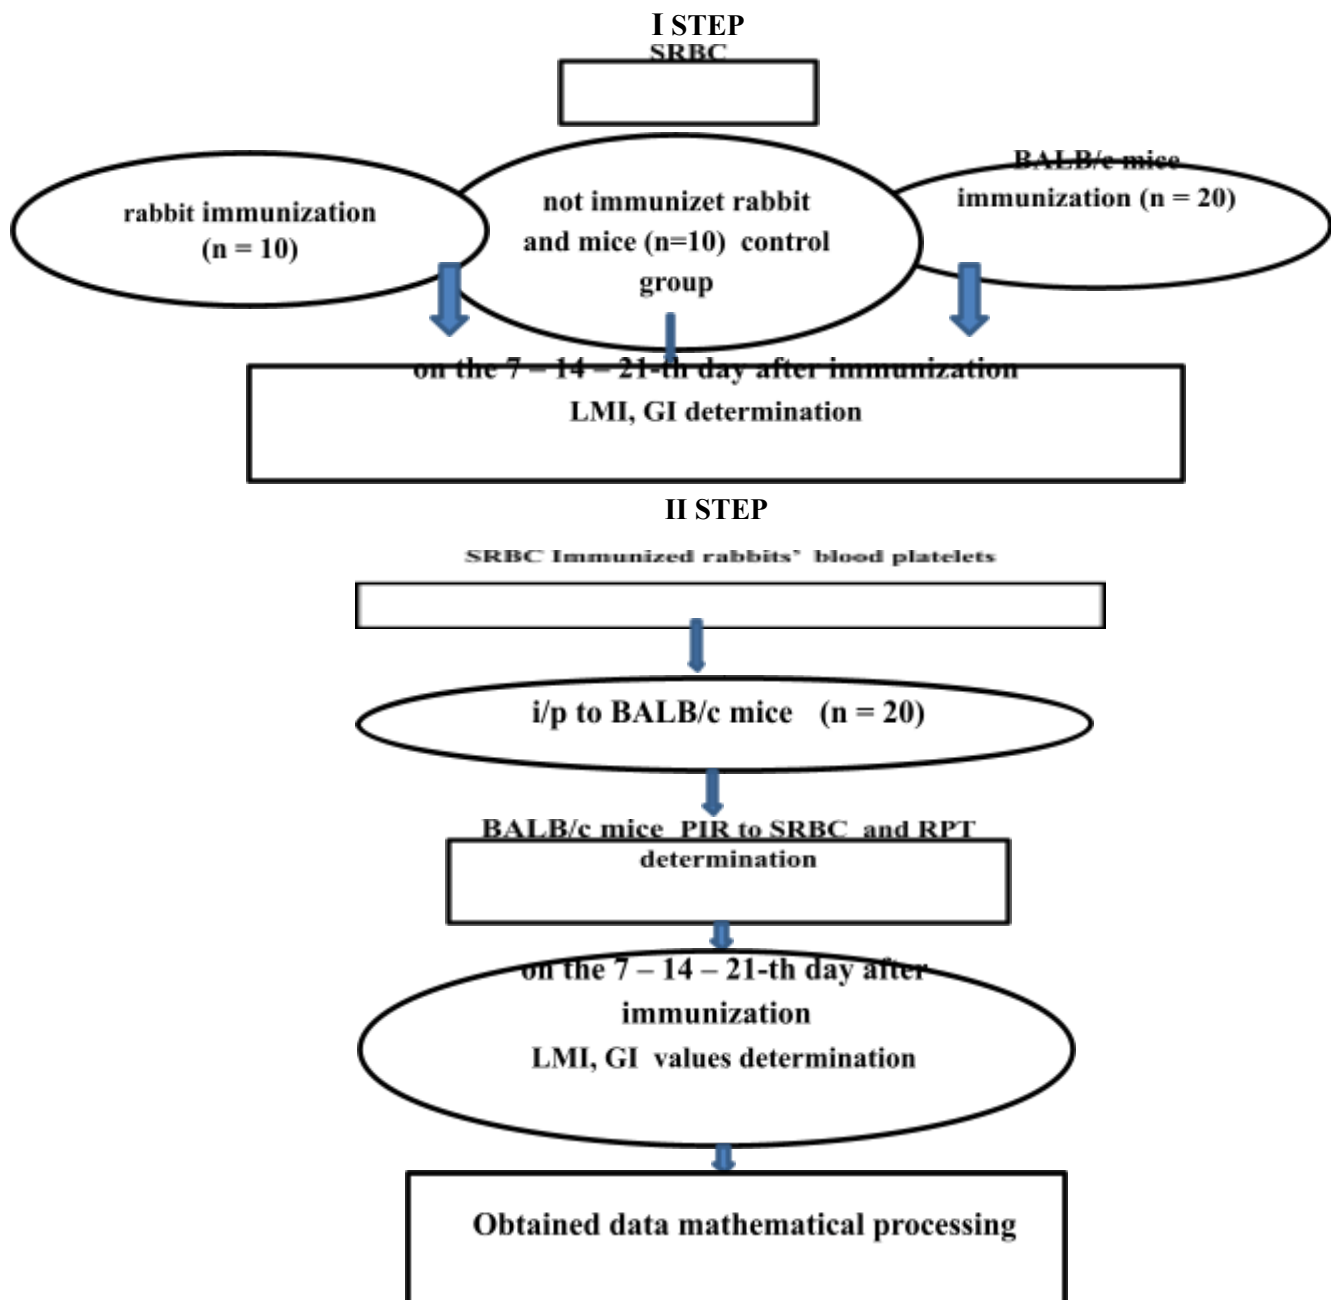 I STEP
SRBC
rabbit immunization
(n = 10)
not immunizet rabbit
and mice (n=10) control
group
BALB/c mice
immunization (n = 20)
on the 7 – 14 – 21-th day after immunization
LMI, GI determination
II STEP
SRBC Immunized rabbits’ blood platelets
i/p to BALB/c mice (n = 20)
BALB/c mice PIR to SRBC and RPT
determination
on the 7 – 14 – 21-th day after
immunization
LMI, GI values determination
Obtained data mathematical processing